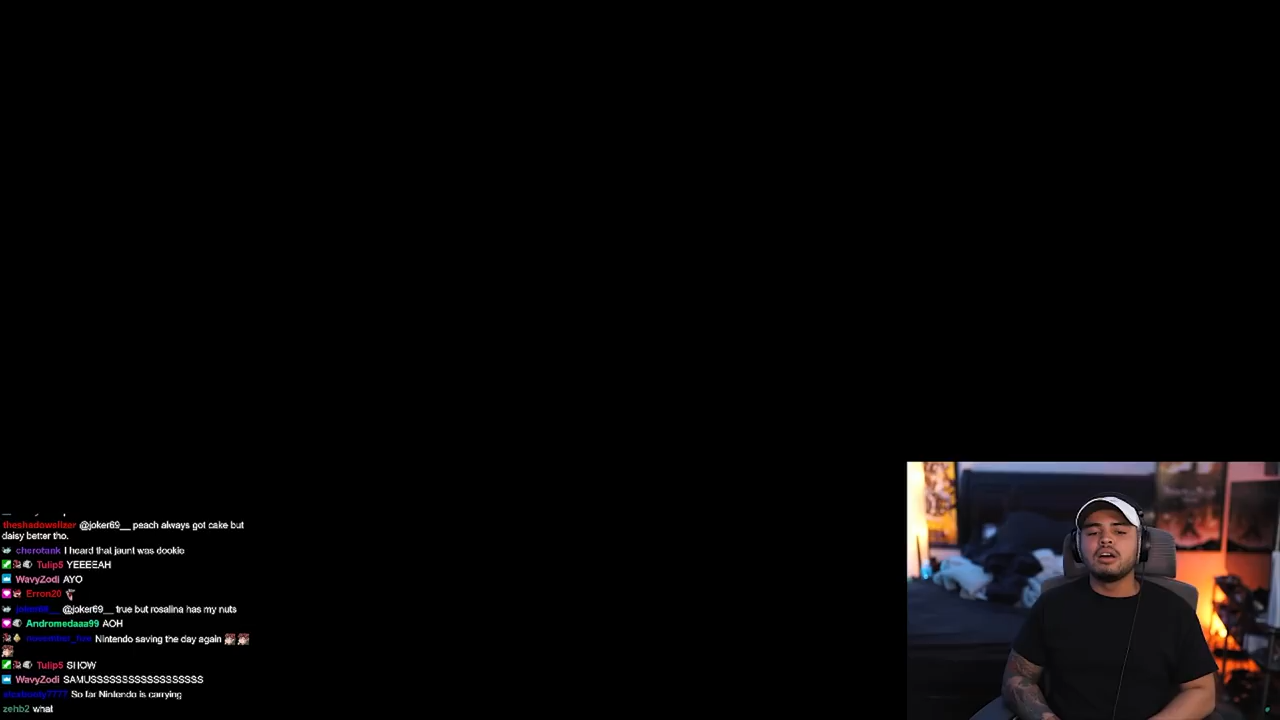 theshadowslizer @joker69__ peach always got cake but
daisy better tho.
cherotank I heard that jaunt was dookie
Tulip5 YEEEEAH
WavyZodi AYO
Erron20
joker69__ @joker69__ true but rosalina has my nuts
Andromedaaa99 AOH
Nintendo saving the day again
Tulip5 SHOW
WavyZodi SAMUSSSSSSSSSSSSSSSSSS
So far Nintendo is carrying
zehb2 what